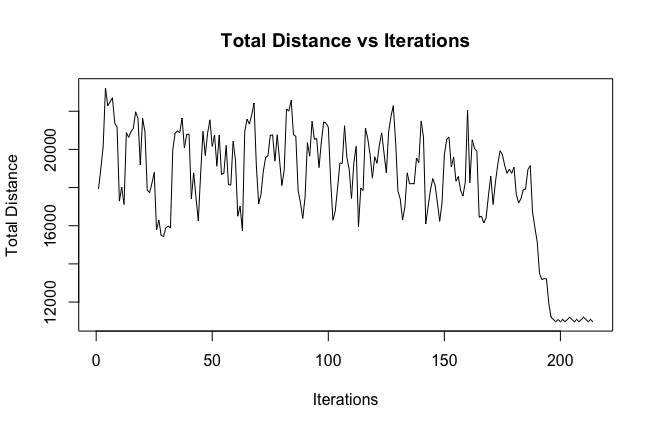 Total Distance vs Iterations
Total Distance
20000
16000
12000
0 50 100 150 200
Iterations